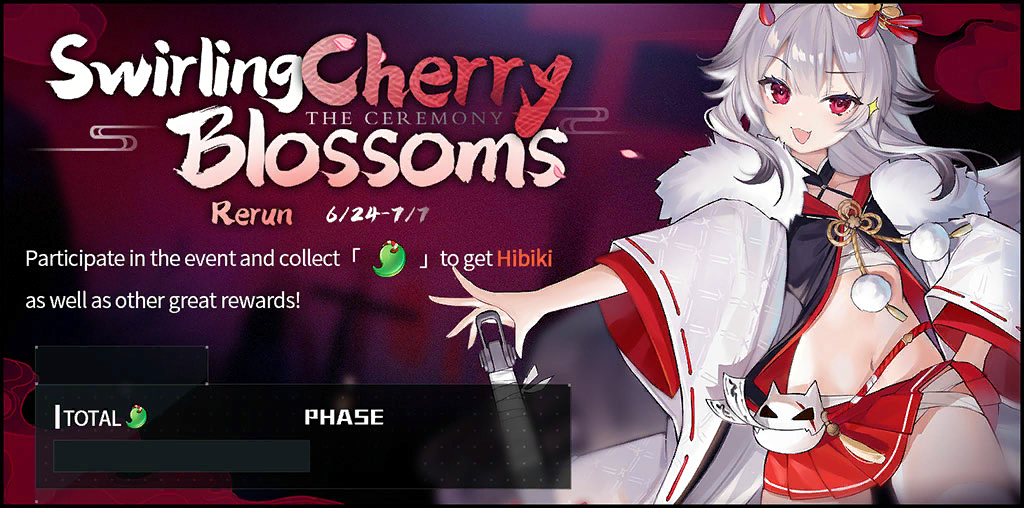 Swirling Cherry
THE CEREMONY
Blossoms
Rerun 6/24-7/7
Participate in the event and collect「 」to get Hibiki
as well as other great rewards!
TOTAL PHASE